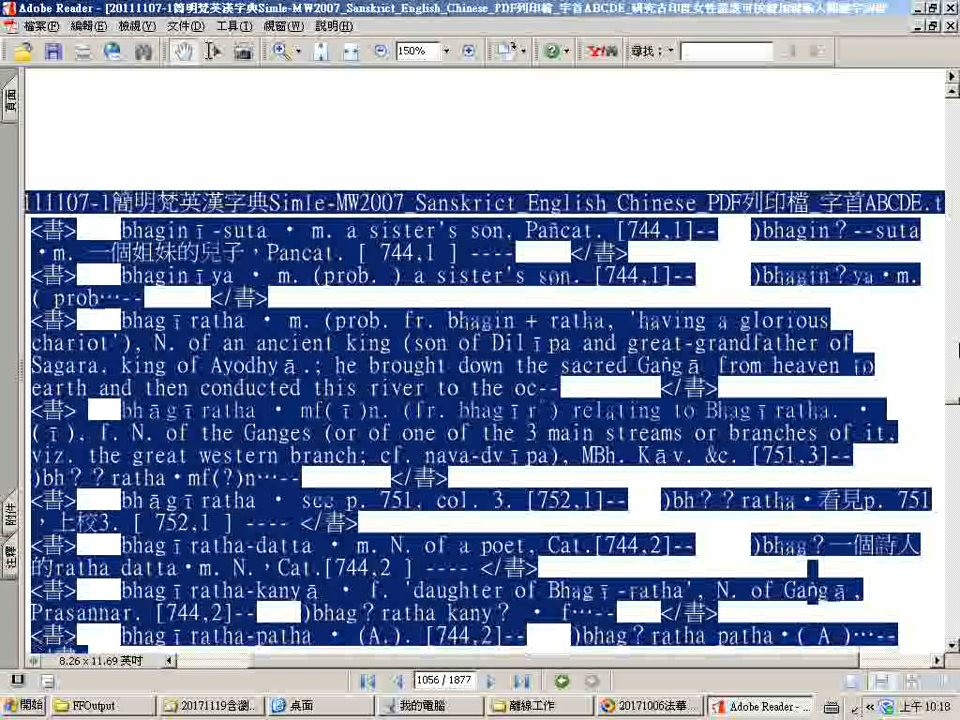 Adobe Reader - [20111107-1簡明梵英漢字典Simle-MW2007_Sanskrict_English_Chinese_PDF列印檔_字首ABCDE_研究古印度女性
檔案(F) 編輯(E) 檢視(V) 文件(D) 工具(T) 視窗(W) 說明(H)
150% 尋找:
頁面
111107-1簡明梵英漢字典Simle-MW2007_Sanskrict_English_Chinese_PDF列印檔_字首ABCDE.t
<書> bhaginī-suta • m. a sister's son, Pañcat. [744,1]-- )bhagin?--suta
•m. 一個姐妹的兒子，Pancat. [ 744,1 ] ---- </書>
<書> bhaginīya • m. (prob. ) a sister's son. [744,1]-- )bhagin?ya•m.
( prob…-- </書>
<書> bhagīratha • m. (prob. fr. bhagin + ratha, 'having a glorious
chariot'), N. of an ancient king (son of Dilīpa and great-grandfather of
Sagara, king of Ayodhyā.; he brought down the sacred Gaṅgā from heaven to
earth and then conducted this river to the oc-- </書>
<書> bhāgīratha • mf(ī)n. (fr. bhagīr˚) relating to Bhagīratha. •
(ī), f. N. of the Ganges (or of one of the 3 main streams or branches of it,
viz. the great western branch; cf. nava-dvīpa), MBh. Kāv. &c. [751,3]--
)bh??ratha•mf(?)n…-- </書>
<書> bhāgīratha • see p. 751, col. 3. [752,1]-- )bh??ratha•看見p. 751
，上校3. [ 752,1 ] ---- </書>
<書> bhagīratha-datta • m. N. of a poet, Cat.[744,2]-- )bhag?一個詩人
的ratha datta•m. N.，Cat.[744,2 ] ---- </書>
<書> bhagīratha-kanyā • f. 'daughter of Bhagī-ratha', N. of Gaṅgā,
Prasannar. [744,2]-- )bhag?ratha kany? • f…-- </書>
<書> bhagīratha-patha • (A.). [744,2]-- )bhag?ratha patha•( A )…--
附件
注釋
8.26 x 11.69 英吋
1056 / 1877
開始 FFOutput 20171119含瀏... 桌面 我的電腦 離線工作 20171006法華... Adobe Reader - ... 上午 10:18